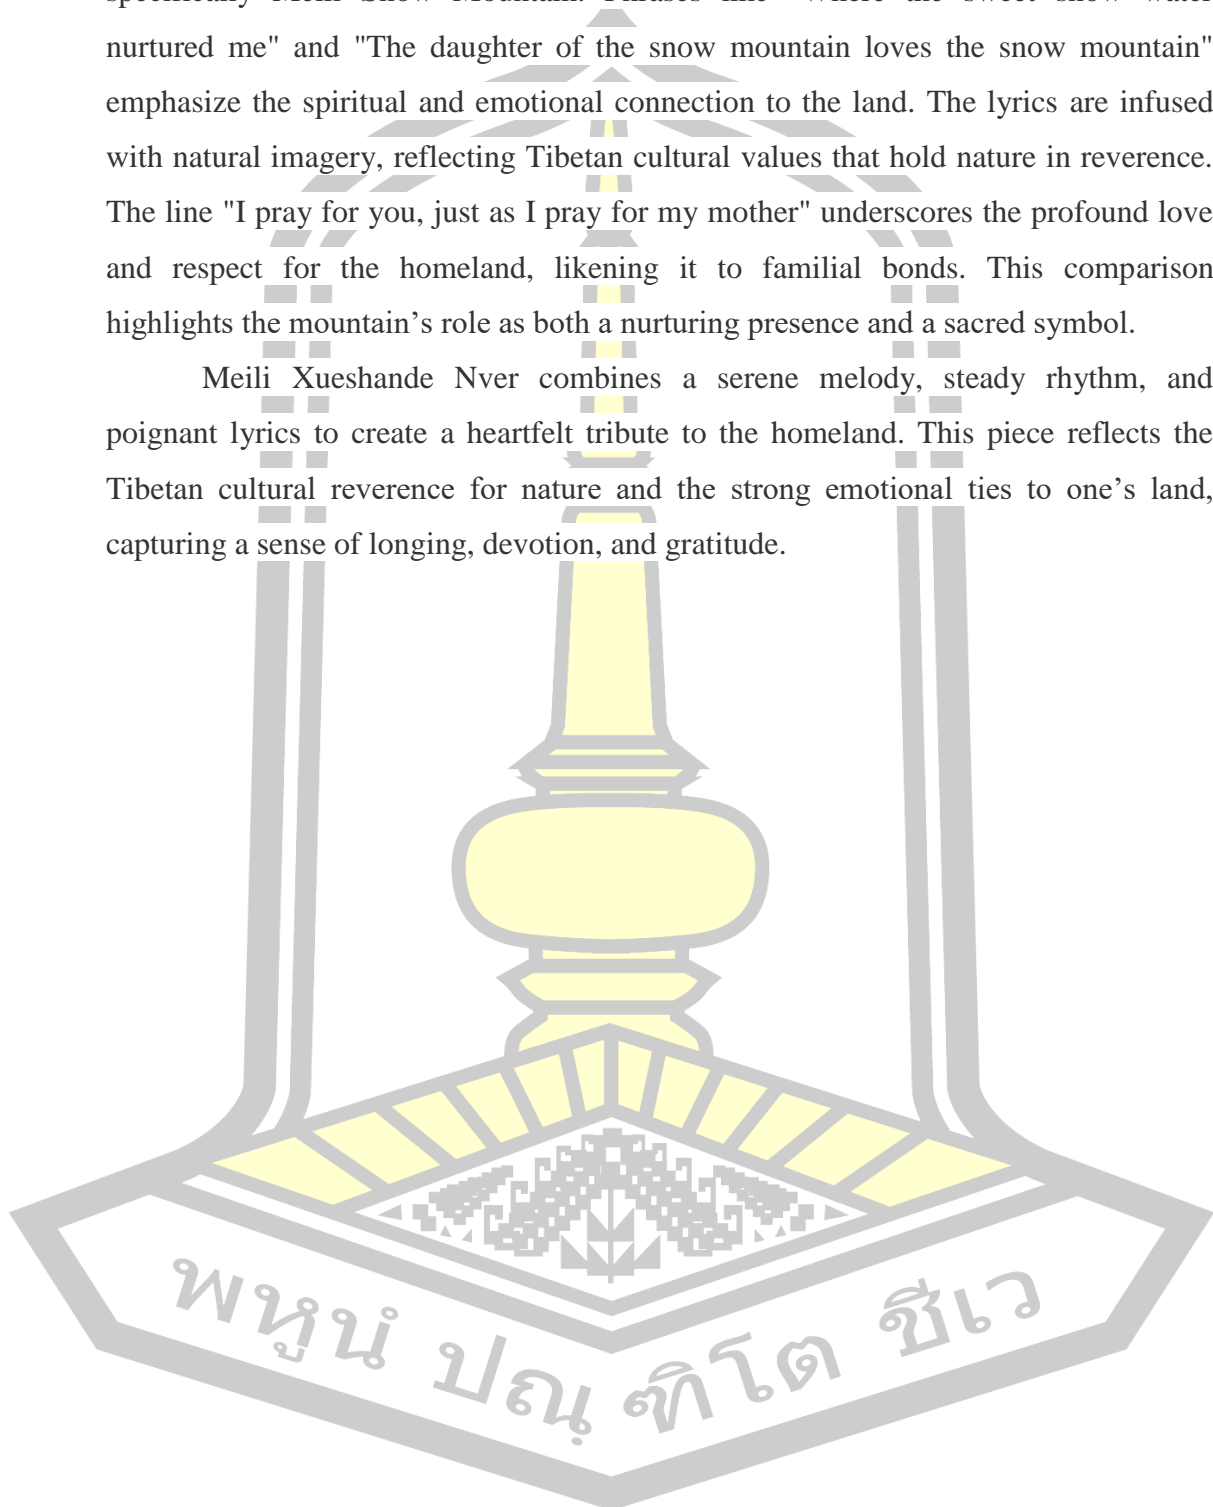 nurtured me" and "The daughter of the snow mountain loves the snow mountain"
emphasize the spiritual and emotional connection to the land. The lyrics are infused
with natural imagery, reflecting Tibetan cultural values that hold nature in reverence.
The line "I pray for you, just as I pray for my mother" underscores the profound love
and respect for the homeland, likening it to familial bonds. This comparison
highlights the mountain’s role as both a nurturing presence and a sacred symbol.
Meili Xueshande Nver combines a serene melody, steady rhythm, and
poignant lyrics to create a heartfelt tribute to the homeland. This piece reflects the
Tibetan cultural reverence for nature and the strong emotional ties to one’s land,
capturing a sense of longing, devotion, and gratitude.
พหูนํ ปณฺฑิโต ชีเว